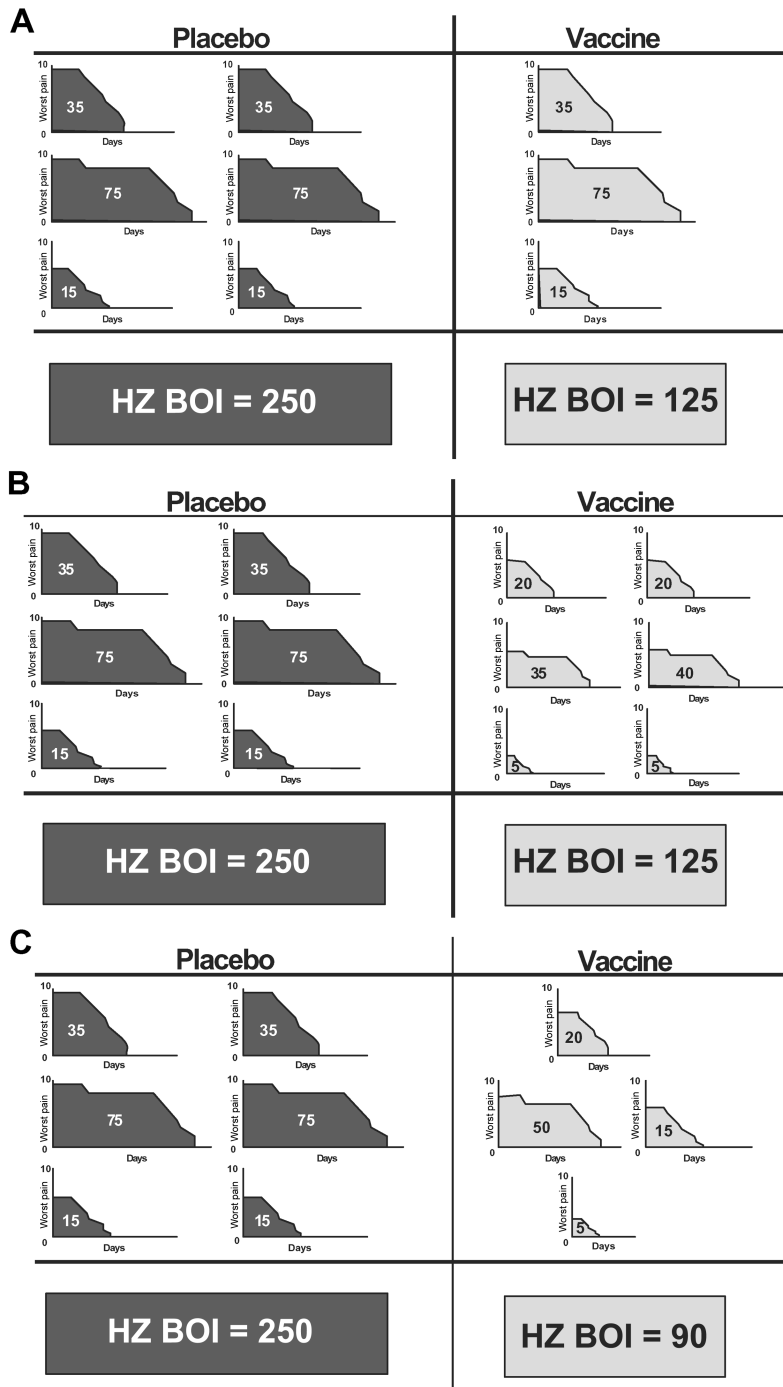 A
Placebo Vaccine
10 10 10
Worst pain Worst pain Worst pain
35 35 35
0 0 0
Days Days Days
10 10 10
Worst pain Worst pain Worst pain
75 75 75
0 0 0
Days Days Days
10 10 10
Worst pain Worst pain Worst pain
15 15 15
0 0 0
Days Days Days
HZ BOI = 250 HZ BOI = 125
B
Placebo Vaccine
10 10 10 10
Worst pain Worst pain Worst pain Worst pain
35 35 20 20
0 0 0 0
Days Days Days Days
10 10 10 10
Worst pain Worst pain Worst pain Worst pain
75 75 35 40
0 0 0 0
Days Days Days Days
10 10 10 10
Worst pain Worst pain Worst pain Worst pain
15 15 5 5
0 0 0 0
Days Days Days Days
HZ BOI = 250 HZ BOI = 125
C
Placebo Vaccine
10 10 10
Worst pain Worst pain Worst pain
35 35 20
0 0 0
Days Days Days
10 10 10 10
Worst pain Worst pain Worst pain Worst pain
75 75 50 15
0 0 0 0
Days Days Days Days
10 10 10
Worst pain Worst pain Worst pain
15 15 5
0 0 0
Days Days Days
HZ BOI = 250 HZ BOI = 90